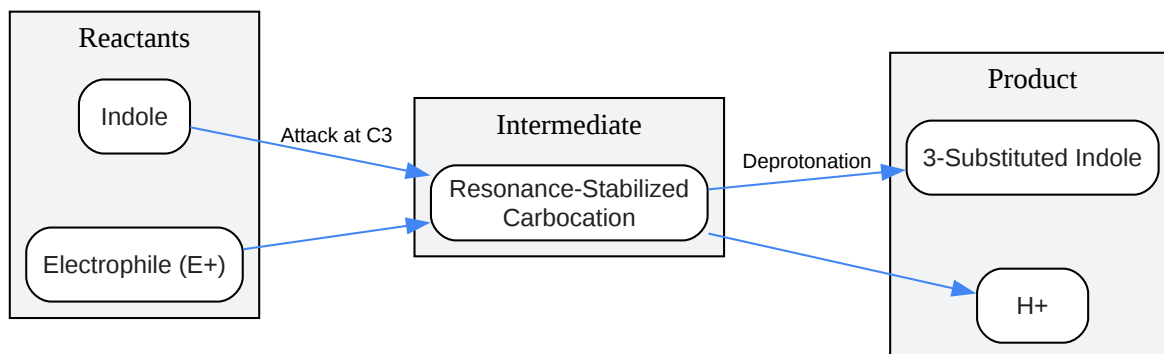 Reactants
Indole
Electrophile (E+)
Attack at C3
Intermediate
Resonance-Stabilized
Carbocation
Deprotonation
Product
3-Substituted Indole
H+